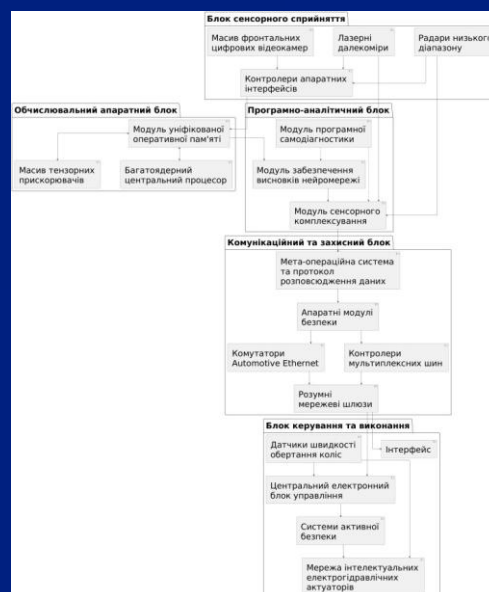 Блок сенсорного сприйняття
Масив фронтальних
цифрових відеокамер
Лазерні
далекоміри
Радари низького
діапазону
Контролери апаратних
інтерфейсів
Обчислювальний апаратний блок
Модуль уніфікованої
оперативної пам'яті
Масив тензорних
прискорювачів
Багатоядерний
центральний процесор
Програмно-аналітичний блок
Модуль програмної
самодіагностики
Модуль забезпечення
висновків нейромережі
Модуль сенсорного
комплексування
Комунікаційний та захисний блок
Мета-операційна система
та протокол
розповсюдження даних
Апаратні модулі
безпеки
Комутатори
Automotive Ethernet
Контролери
мультиплексних шин
Розумні
мережеві шлюзи
Блок керування та виконання
Датчики швидкості
обертання коліс
Інтерфейс
Центральний електронний
блок управління
Системи активної
безпеки
Мережа інтелектуальних
електрогідравлічних
актуаторів